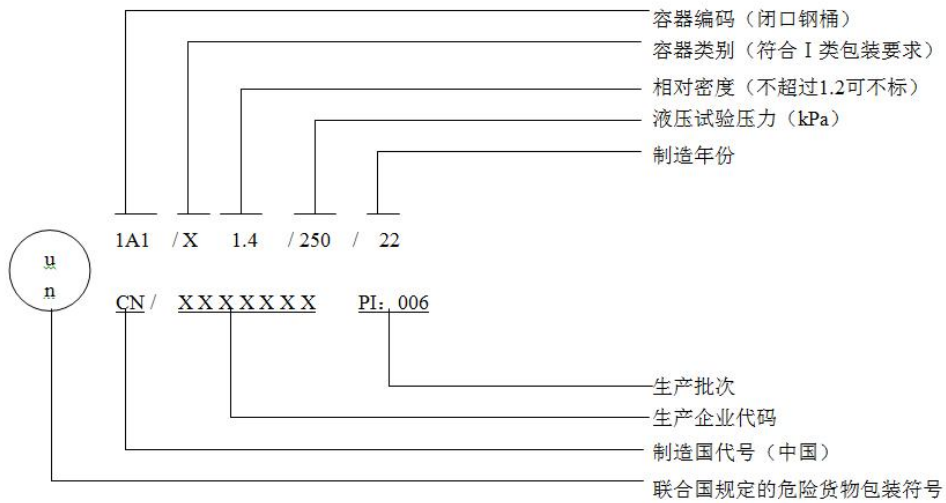 容器编码（闭口钢桶）
容器类别（符合Ⅰ类包装要求）
相对密度（不超过1.2可不标）
液压试验压力（kPa）
制造年份
1A1 / X 1.4 / 250 / 22
u
n
CN / XXXXXXX PI：006
生产批次
生产企业代码
制造国代号（中国）
联合国规定的危险货物包装符号